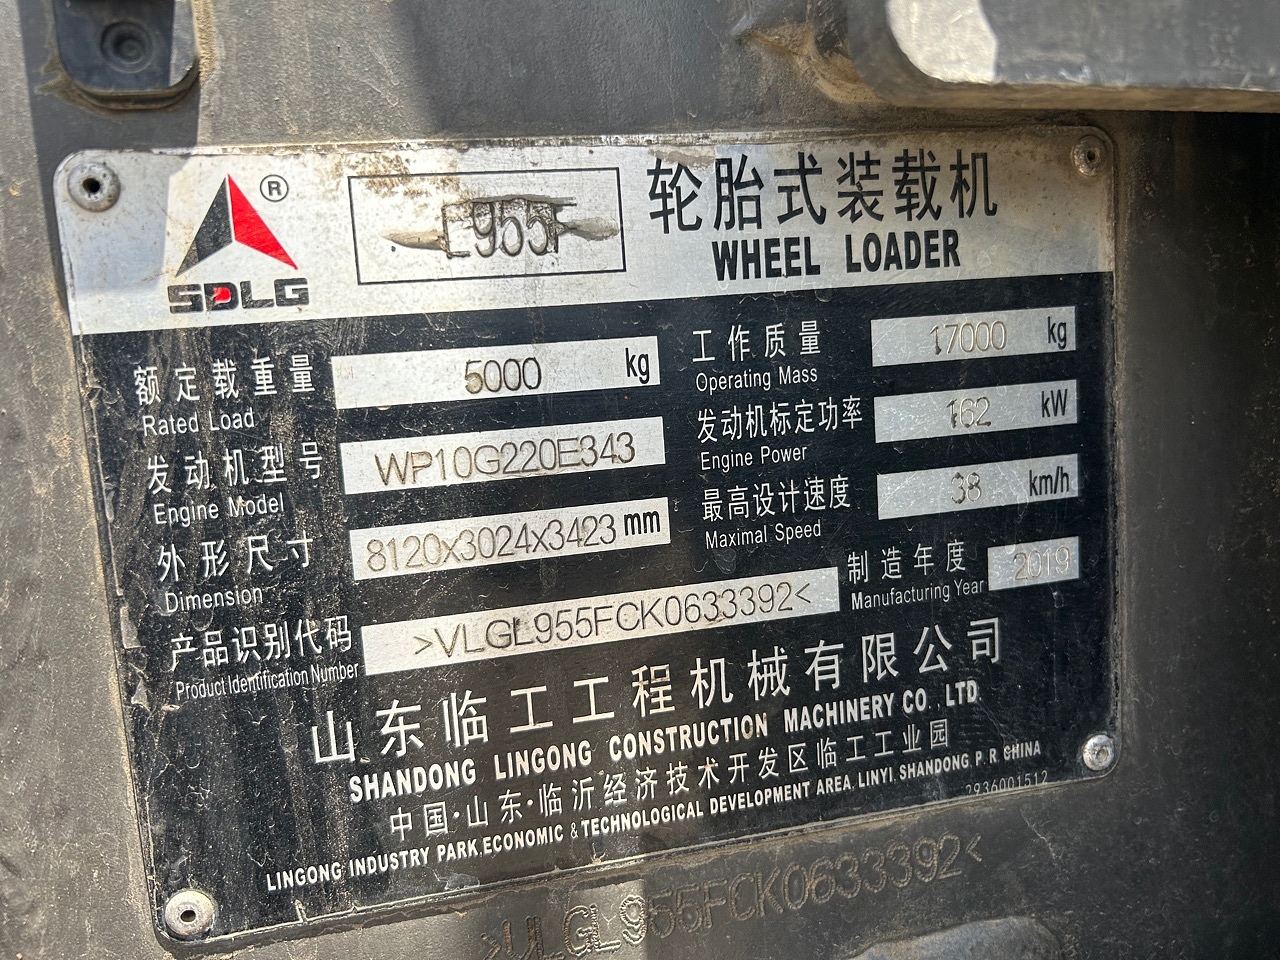 ®
SDLG
L955F
轮胎式装载机
WHEEL LOADER
额定载重量 5000 kg
Rated Load
工作质量 17000 kg
Operating Mass
发动机型号 WP10G220E343
Engine Model
发动机标定功率 162 kW
Engine Power
外形尺寸 8120x3024x3423 mm
Dimension
最高设计速度 38 km/h
Maximal Speed
产品识别代码 >VLGL955FCK0633392<
Product Identification Number
制造年度 2019
Manufacturing Year
山东临工工程机械有限公司
SHANDONG LINGONG CONSTRUCTION MACHINERY CO. LTD.
中国·山东·临沂经济技术开发区临工工业园
LINGONG INDUSTRY PARK.ECONOMIC & TECHNOLOGICAL DEVELOPMENT AREA, LINYI. SHANDONG. P. R. CHINA
2936001512
>VLGL955FCK0633392<